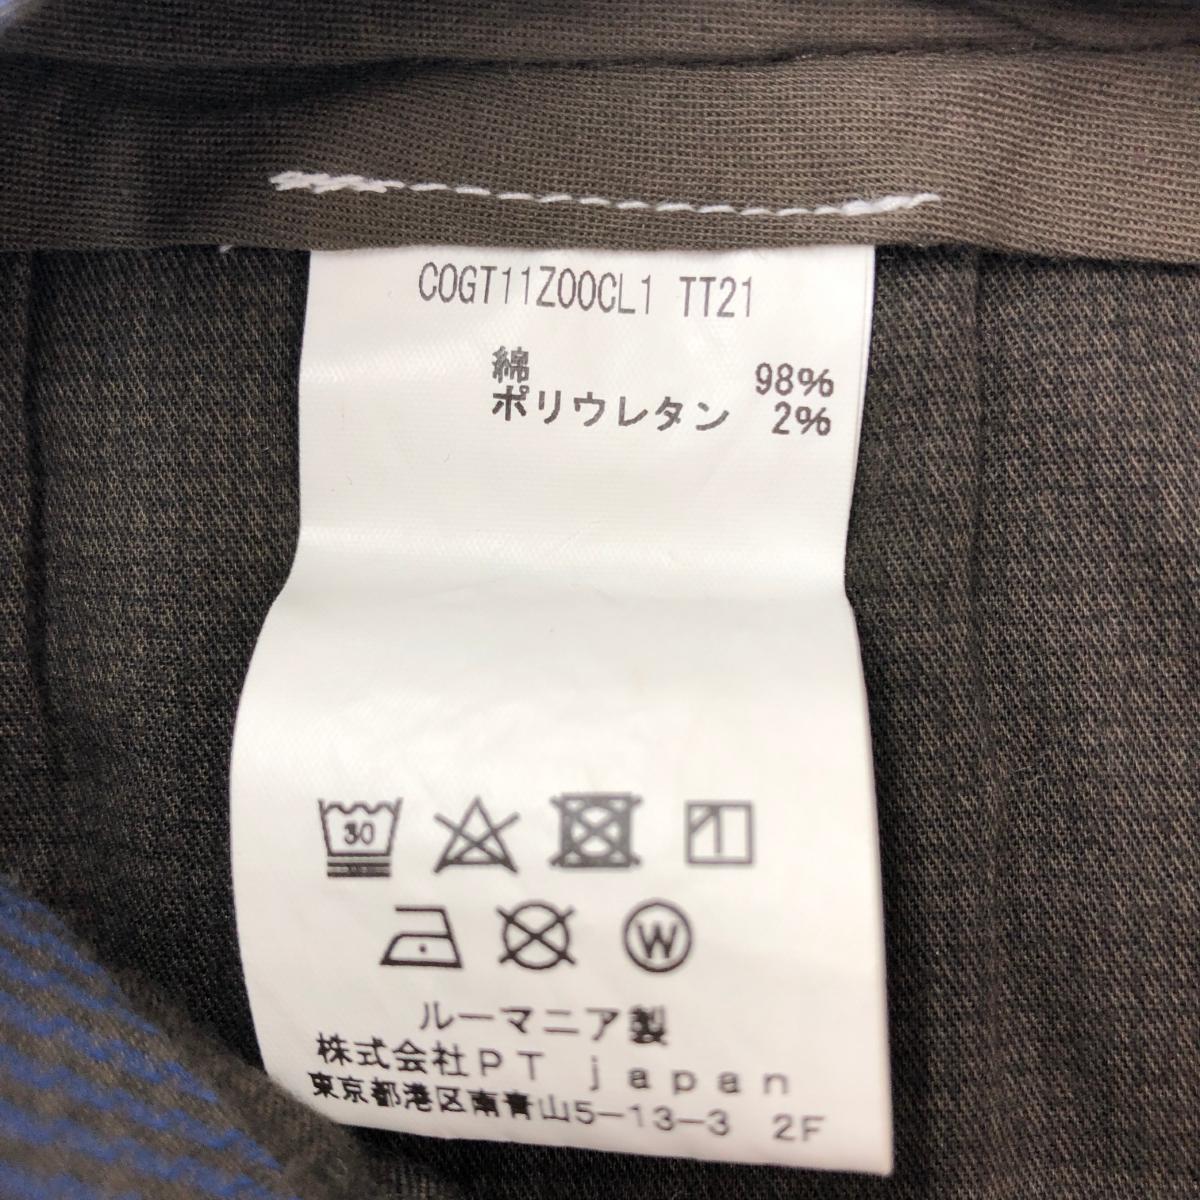 COGT11Z00CL1 TT21
綿 98%
ポリウレタン 2%
30
W
ルーマニア製
株式会社PT japan
東京都港区南青山5-13-3 2F